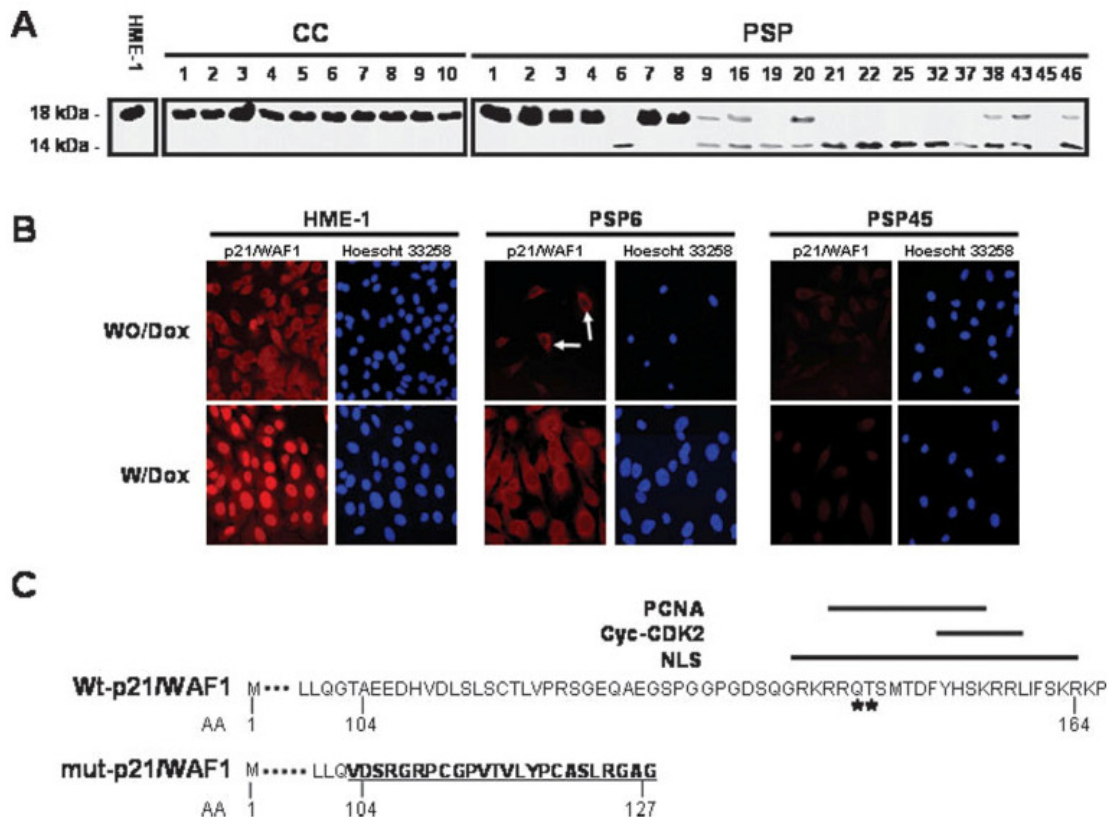 A
HME-1
CC
PSP
1 2 3 4 5 6 7 8 9 10
1 2 3 4 6 7 8 9 16 19 20 21 22 25 32 37 38 43 45 46
18 kDa -
14 kDa -
B
HME-1 PSP6 PSP45
p21/WAF1 Hoescht 33258 p21/WAF1 Hoescht 33258 p21/WAF1 Hoescht 33258
WO/Dox
W/Dox
C
PCNA
Cyc-CDK2
NLS
Wt-p21/WAF1 M•••• LLQGTAEEDHVDLSLSCTLVPRSGEQAEGSPGGPGDSQGRKRRQTSMTDFYHSKRRLIFSKRKP
**
AA 1 104 164
mut-p21/WAF1 M••••• LLQVDSRGRPCGPVTVLYPCASLRGAG
AA 1 104 127